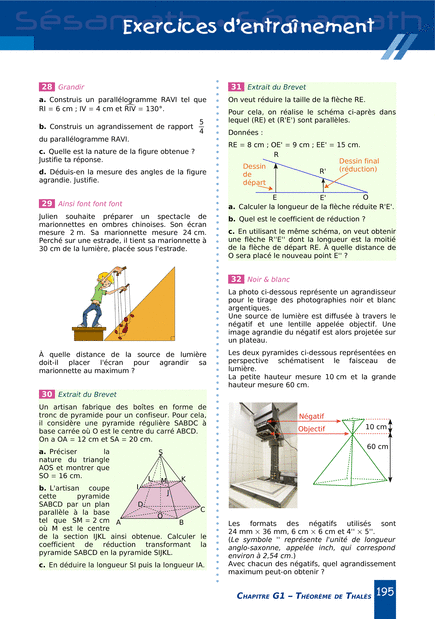 Sésamath
Exercices d'entraînement
28 Grandir
a. Construis un parallélogramme RAVI tel que
RI = 6 cm ; IV = 4 cm et RIV = 130°.
b. Construis un agrandissement de rapport 5/4
du parallélogramme RAVI.
c. Quelle est la nature de la figure obtenue ?
Justifie ta réponse.
d. Déduis-en la mesure des angles de la figure
agrandie. Justifie.
29 Ainsi font font font
Julien souhaite préparer un spectacle de
marionnettes en ombres chinoises. Son écran
mesure 2 m. Sa marionnette mesure 24 cm.
Perché sur une estrade, il tient sa marionnette à
30 cm de la lumière, placée sous l'estrade.
À quelle distance de la source de lumière
doit-il placer l'écran pour agrandir sa
marionnette au maximum ?
30 Extrait du Brevet
Un artisan fabrique des boîtes en forme de
tronc de pyramide pour un confiseur. Pour cela,
il considère une pyramide régulière SABDC à
base carrée où O est le centre du carré ABCD.
On a OA = 12 cm et SA = 20 cm.
a. Préciser la
nature du triangle
AOS et montrer que
SO = 16 cm.
b. L'artisan coupe
cette pyramide
SABCD par un plan
parallèle à la base
tel que SM = 2 cm
où M est le centre
de la section IJKL ainsi obtenue. Calculer le
coefficient de réduction transformant la
pyramide SABCD en la pyramide SIJKL.
c. En déduire la longueur SI puis la longueur IA.
S
L
M
K
I
J
D
C
O
A
B
31 Extrait du Brevet
On veut réduire la taille de la flèche RE.
Pour cela, on réalise le schéma ci-après dans
lequel (RE) et (R'E') sont parallèles.
Données :
RE = 8 cm ; OE' = 9 cm ; EE' = 15 cm.
R
Dessin
de
départ
R'
Dessin final
(réduction)
E
E'
O
a. Calculer la longueur de la flèche réduite R'E'.
b. Quel est le coefficient de réduction ?
c. En utilisant le même schéma, on veut obtenir
une flèche R''E'' dont la longueur est la moitié
de la flèche de départ RE. À quelle distance de
O sera placé le nouveau point E'' ?
32 Noir & blanc
La photo ci-dessous représente un agrandisseur
pour le tirage des photographies noir et blanc
argentiques.
Une source de lumière est diffusée à travers le
négatif et une lentille appelée objectif. Une
image agrandie du négatif est alors projetée sur
un plateau.
Les deux pyramides ci-dessous représentées en
perspective schématisent le faisceau de
lumière.
La petite hauteur mesure 10 cm et la grande
hauteur mesure 60 cm.
Négatif
Objectif
10 cm
60 cm
Les formats des négatifs utilisés sont
24 mm × 36 mm, 6 cm × 6 cm et 4'' × 5''.
(Le symbole '' représente l'unité de longueur
anglo-saxonne, appelée inch, qui correspond
environ à 2,54 cm.)
Avec chacun des négatifs, quel agrandissement
maximum peut-on obtenir ?
Chapitre G1 – Théorème de Thalès 195